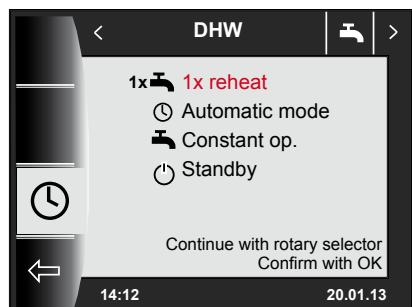 DHW
1x 1x reheat
Automatic mode
Constant op.
Standby
Continue with rotary selector
Confirm with OK
14:12 20.01.13